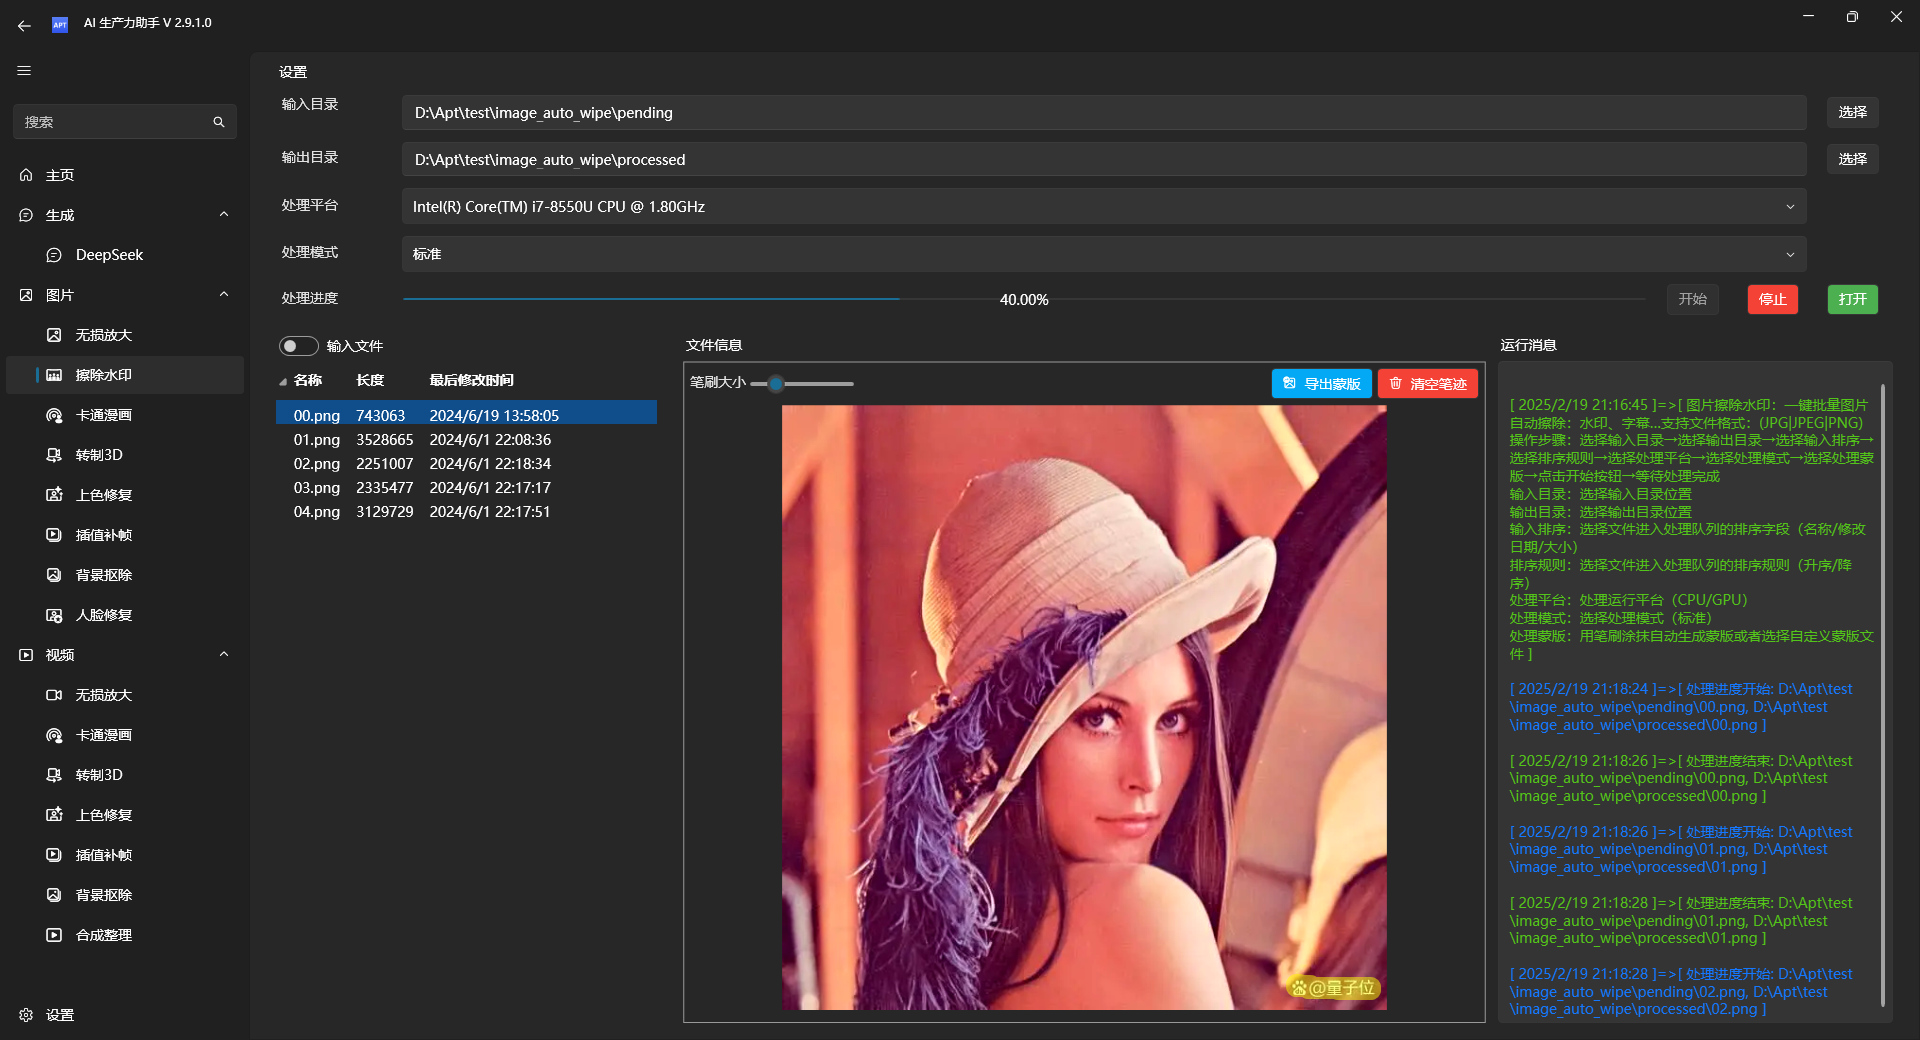 AI 生产力助手 V 2.9.1.0
搜索
主页
生成
DeepSeek
图片
无损放大
擦除水印
卡通漫画
转制3D
上色修复
插值补帧
背景抠除
人脸修复
视频
无损放大
卡通漫画
转制3D
上色修复
插值补帧
背景抠除
合成整理
设置
设置
输入目录 D:\Apt\test\image_auto_wipe\pending 选择
输出目录 D:\Apt\test\image_auto_wipe\processed 选择
处理平台 Intel(R) Core(TM) i7-8550U CPU @ 1.80GHz
处理模式 标准
处理进度 40.00% 开始 停止 打开
输入文件
名称 长度 最后修改时间
00.png 743063 2024/6/19 13:58:05
01.png 3528665 2024/6/1 22:08:36
02.png 2251007 2024/6/1 22:18:34
03.png 2335477 2024/6/1 22:17:17
04.png 3129729 2024/6/1 22:17:51
文件信息
笔刷大小 导出蒙版 清空笔迹
@量子位
运行消息
[ 2025/2/19 21:16:45 ]=>[ 图片擦除水印：一键批量图片
自动擦除：水印、字幕...支持文件格式：(JPG|JPEG|PNG)
操作步骤：选择输入目录→选择输出目录→选择输入排序→
选择排序规则→选择处理平台→选择处理模式→选择处理蒙
版→点击开始按钮→等待处理完成
输入目录：选择输入目录位置
输出目录：选择输出目录位置
输入排序：选择文件进入处理队列的排序字段（名称/修改
日期/大小）
排序规则：选择文件进入处理队列的排序规则（升序/降
序）
处理平台：处理运行平台（CPU/GPU）
处理模式：选择处理模式（标准）
处理蒙版：用笔刷涂抹自动生成蒙版或者选择自定义蒙版文
件 ]
[ 2025/2/19 21:18:24 ]=>[ 处理进度开始: D:\Apt\test
\image_auto_wipe\pending\00.png, D:\Apt\test
\image_auto_wipe\processed\00.png ]
[ 2025/2/19 21:18:26 ]=>[ 处理进度结束: D:\Apt\test
\image_auto_wipe\pending\00.png, D:\Apt\test
\image_auto_wipe\processed\00.png ]
[ 2025/2/19 21:18:26 ]=>[ 处理进度开始: D:\Apt\test
\image_auto_wipe\pending\01.png, D:\Apt\test
\image_auto_wipe\processed\01.png ]
[ 2025/2/19 21:18:28 ]=>[ 处理进度结束: D:\Apt\test
\image_auto_wipe\pending\01.png, D:\Apt\test
\image_auto_wipe\processed\01.png ]
[ 2025/2/19 21:18:28 ]=>[ 处理进度开始: D:\Apt\test
\image_auto_wipe\pending\02.png, D:\Apt\test
\image_auto_wipe\processed\02.png ]